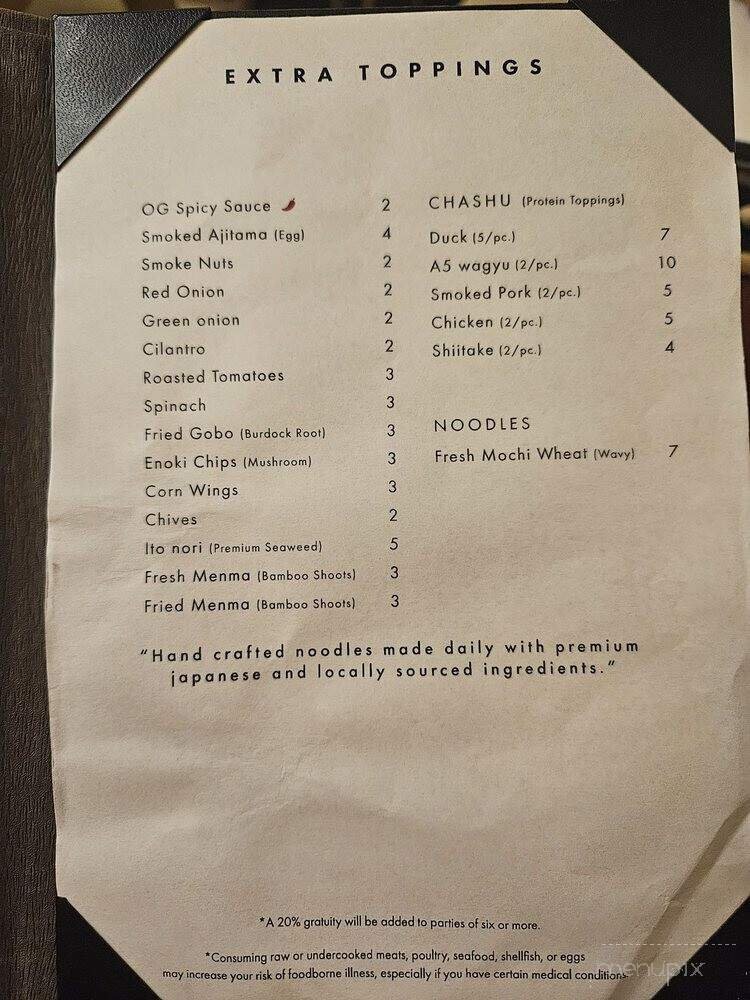 EXTRA TOPPINGS
OG Spicy Sauce 2
Smoked Ajitama (Egg) 4
Smoke Nuts 2
Red Onion 2
Green onion 2
Cilantro 2
Roasted Tomatoes 3
Spinach 3
Fried Gobo (Burdock Root) 3
Enoki Chips (Mushroom) 3
Corn Wings 3
Chives 2
Ito nori (Premium Seaweed) 5
Fresh Menma (Bamboo Shoots) 3
Fried Menma (Bamboo Shoots) 3
CHASHU (Protein Toppings)
Duck (5/pc.) 7
A5 wagyu (2/pc.) 10
Smoked Pork (2/pc.) 5
Chicken (2/pc.) 5
Shiitake (2/pc.) 4
NOODLES
Fresh Mochi Wheat (Wavy) 7
“Hand crafted noodles made daily with premium
japanese and locally sourced ingredients.”
*A 20% gratuity will be added to parties of six or more.
*Consuming raw or undercooked meats, poultry, seafood, shellfish, or eggs
may increase your risk of foodborne illness, especially if you have certain medical conditions.
menupix